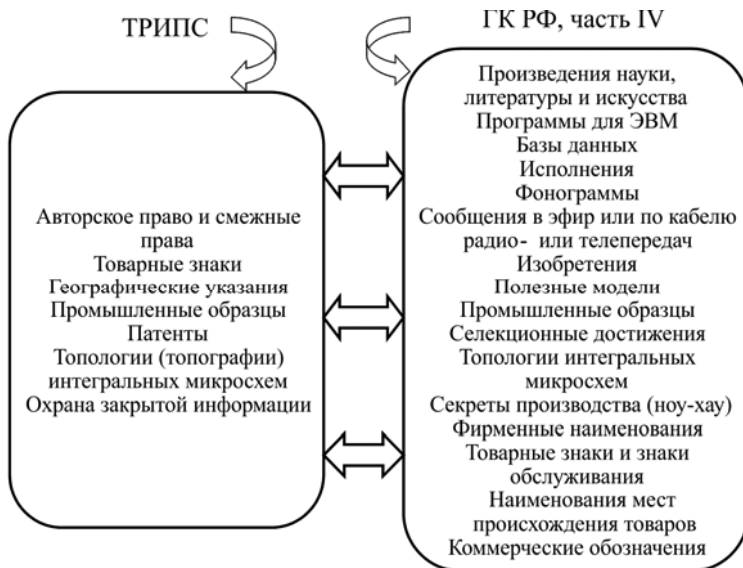 ТРИПС
ГК РФ, часть IV
Авторское право и смежные
права
Товарные знаки
Географические указания
Промышленные образцы
Патенты
Топологии (топографии)
интегральных микросхем
Охрана закрытой информации
Произведения науки,
литературы и искусства
Программы для ЭВМ
Базы данных
Исполнения
Фонограммы
Сообщения в эфир или по кабелю
радио- или телепередач
Изобретения
Полезные модели
Промышленные образцы
Селекционные достижения
Топологии интегральных
микросхем
Секреты производства (ноу-хау)
Фирменные наименования
Товарные знаки и знаки
обслуживания
Наименования мест
происхождения товаров
Коммерческие обозначения